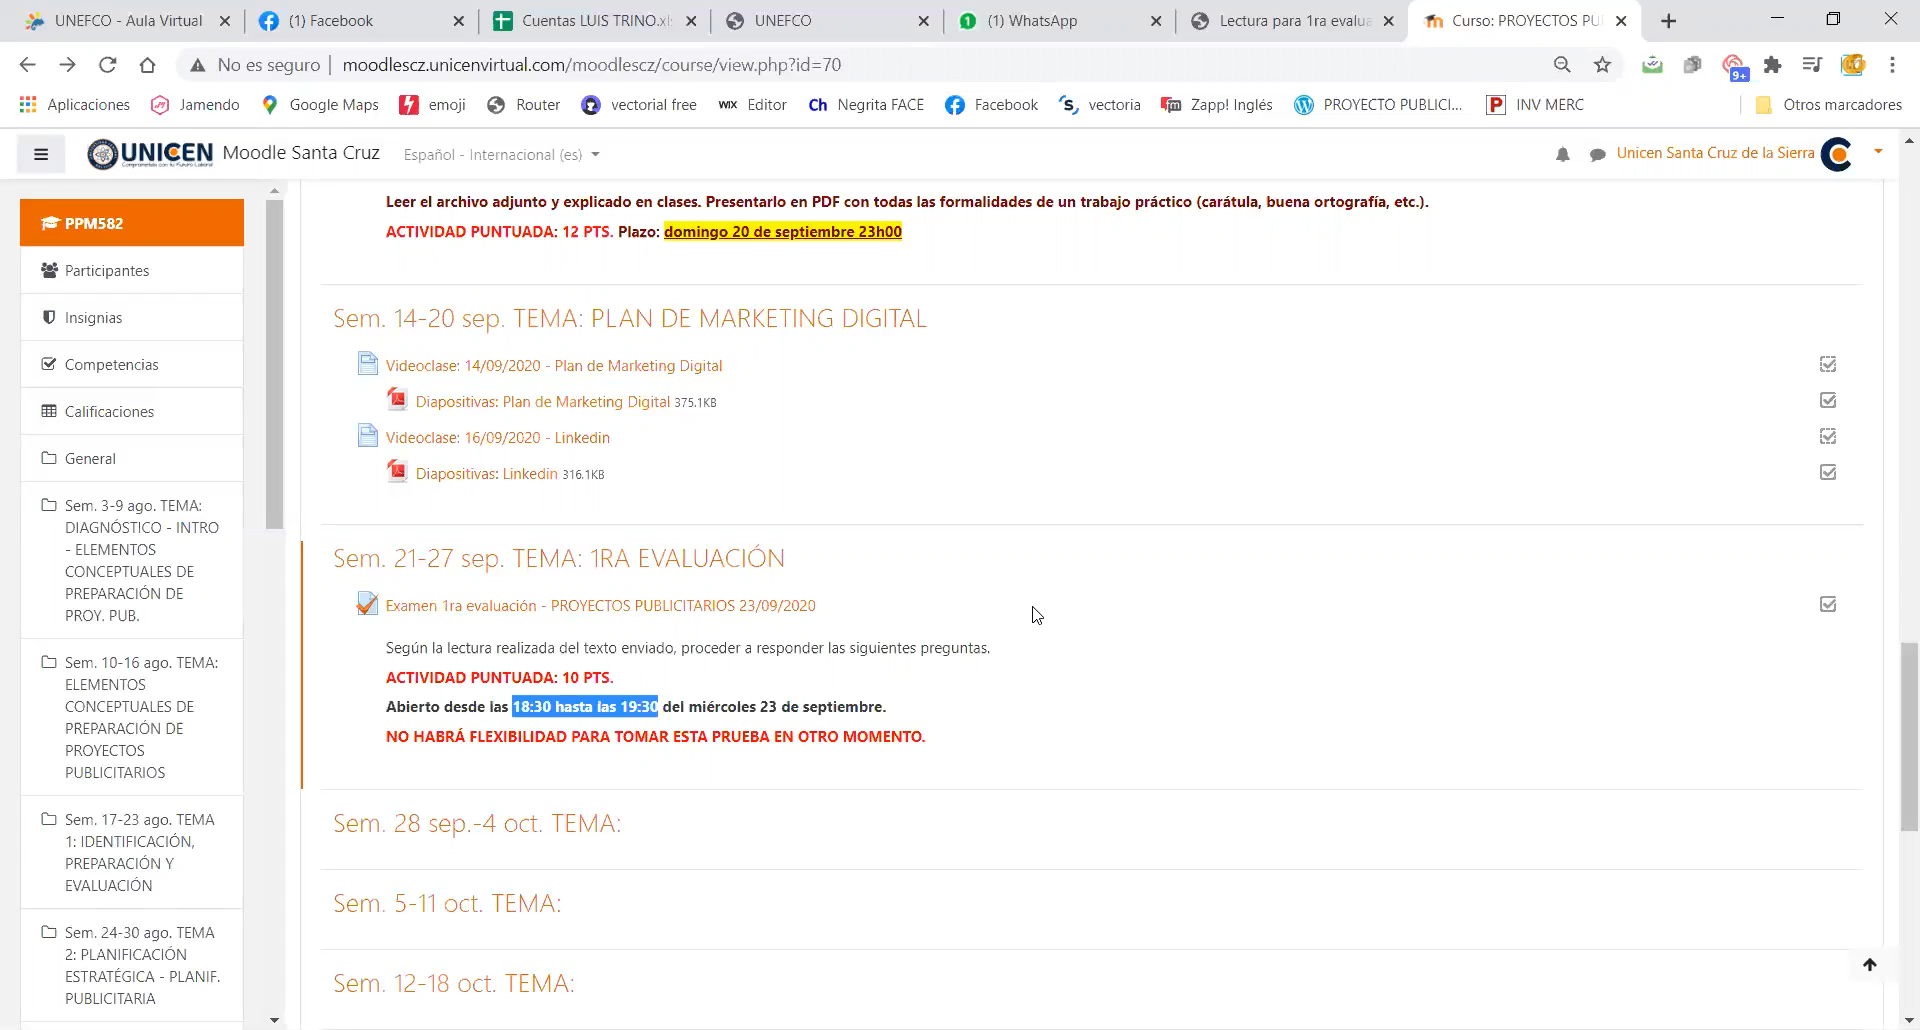 UNEFCO - Aula Virtual
(1) Facebook
Cuentas LUIS TRINO.xls
UNEFCO
(1) WhatsApp
Lectura para 1ra evalua
Curso: PROYECTOS PU
No es seguro | moodlescz.unicenvirtual.com/moodlescz/course/view.php?id=70
9+
Aplicaciones
Jamendo
Google Maps
emoji
Router
vectorial free
WIX Editor
Ch Negrita FACE
Facebook
vectoria
Zapp! Inglés
PROYECTO PUBLICI...
INV MERC
Otros marcadores
UNICEN
Moodle Santa Cruz
Español - Internacional (es)
Unicen Santa Cruz de la Sierra
PPM582
Participantes
Insignias
Competencias
Calificaciones
General
Sem. 3-9 ago. TEMA:
DIAGNÓSTICO - INTRO
- ELEMENTOS
CONCEPTUALES DE
PREPARACIÓN DE
PROY. PUB.
Sem. 10-16 ago. TEMA:
ELEMENTOS
CONCEPTUALES DE
PREPARACIÓN DE
PROYECTOS
PUBLICITARIOS
Sem. 17-23 ago. TEMA
1: IDENTIFICACIÓN,
PREPARACIÓN Y
EVALUACIÓN
Sem. 24-30 ago. TEMA
2: PLANIFICACIÓN
ESTRATÉGICA - PLANIF.
PUBLICITARIA
Leer el archivo adjunto y explicado en clases. Presentarlo en PDF con todas las formalidades de un trabajo práctico (carátula, buena ortografía, etc.).
ACTIVIDAD PUNTUADA: 12 PTS. Plazo: domingo 20 de septiembre 23h00
Sem. 14-20 sep. TEMA: PLAN DE MARKETING DIGITAL
Videoclase: 14/09/2020 - Plan de Marketing Digital
Diapositivas: Plan de Marketing Digital 375.1KB
Videoclase: 16/09/2020 - Linkedin
Diapositivas: Linkedin 316.1KB
Sem. 21-27 sep. TEMA: 1RA EVALUACIÓN
Examen 1ra evaluación - PROYECTOS PUBLICITARIOS 23/09/2020
Según la lectura realizada del texto enviado, proceder a responder las siguientes preguntas.
ACTIVIDAD PUNTUADA: 10 PTS.
Abierto desde las 18:30 hasta las 19:30 del miércoles 23 de septiembre.
NO HABRÁ FLEXIBILIDAD PARA TOMAR ESTA PRUEBA EN OTRO MOMENTO.
Sem. 28 sep.-4 oct. TEMA:
Sem. 5-11 oct. TEMA:
Sem. 12-18 oct. TEMA: